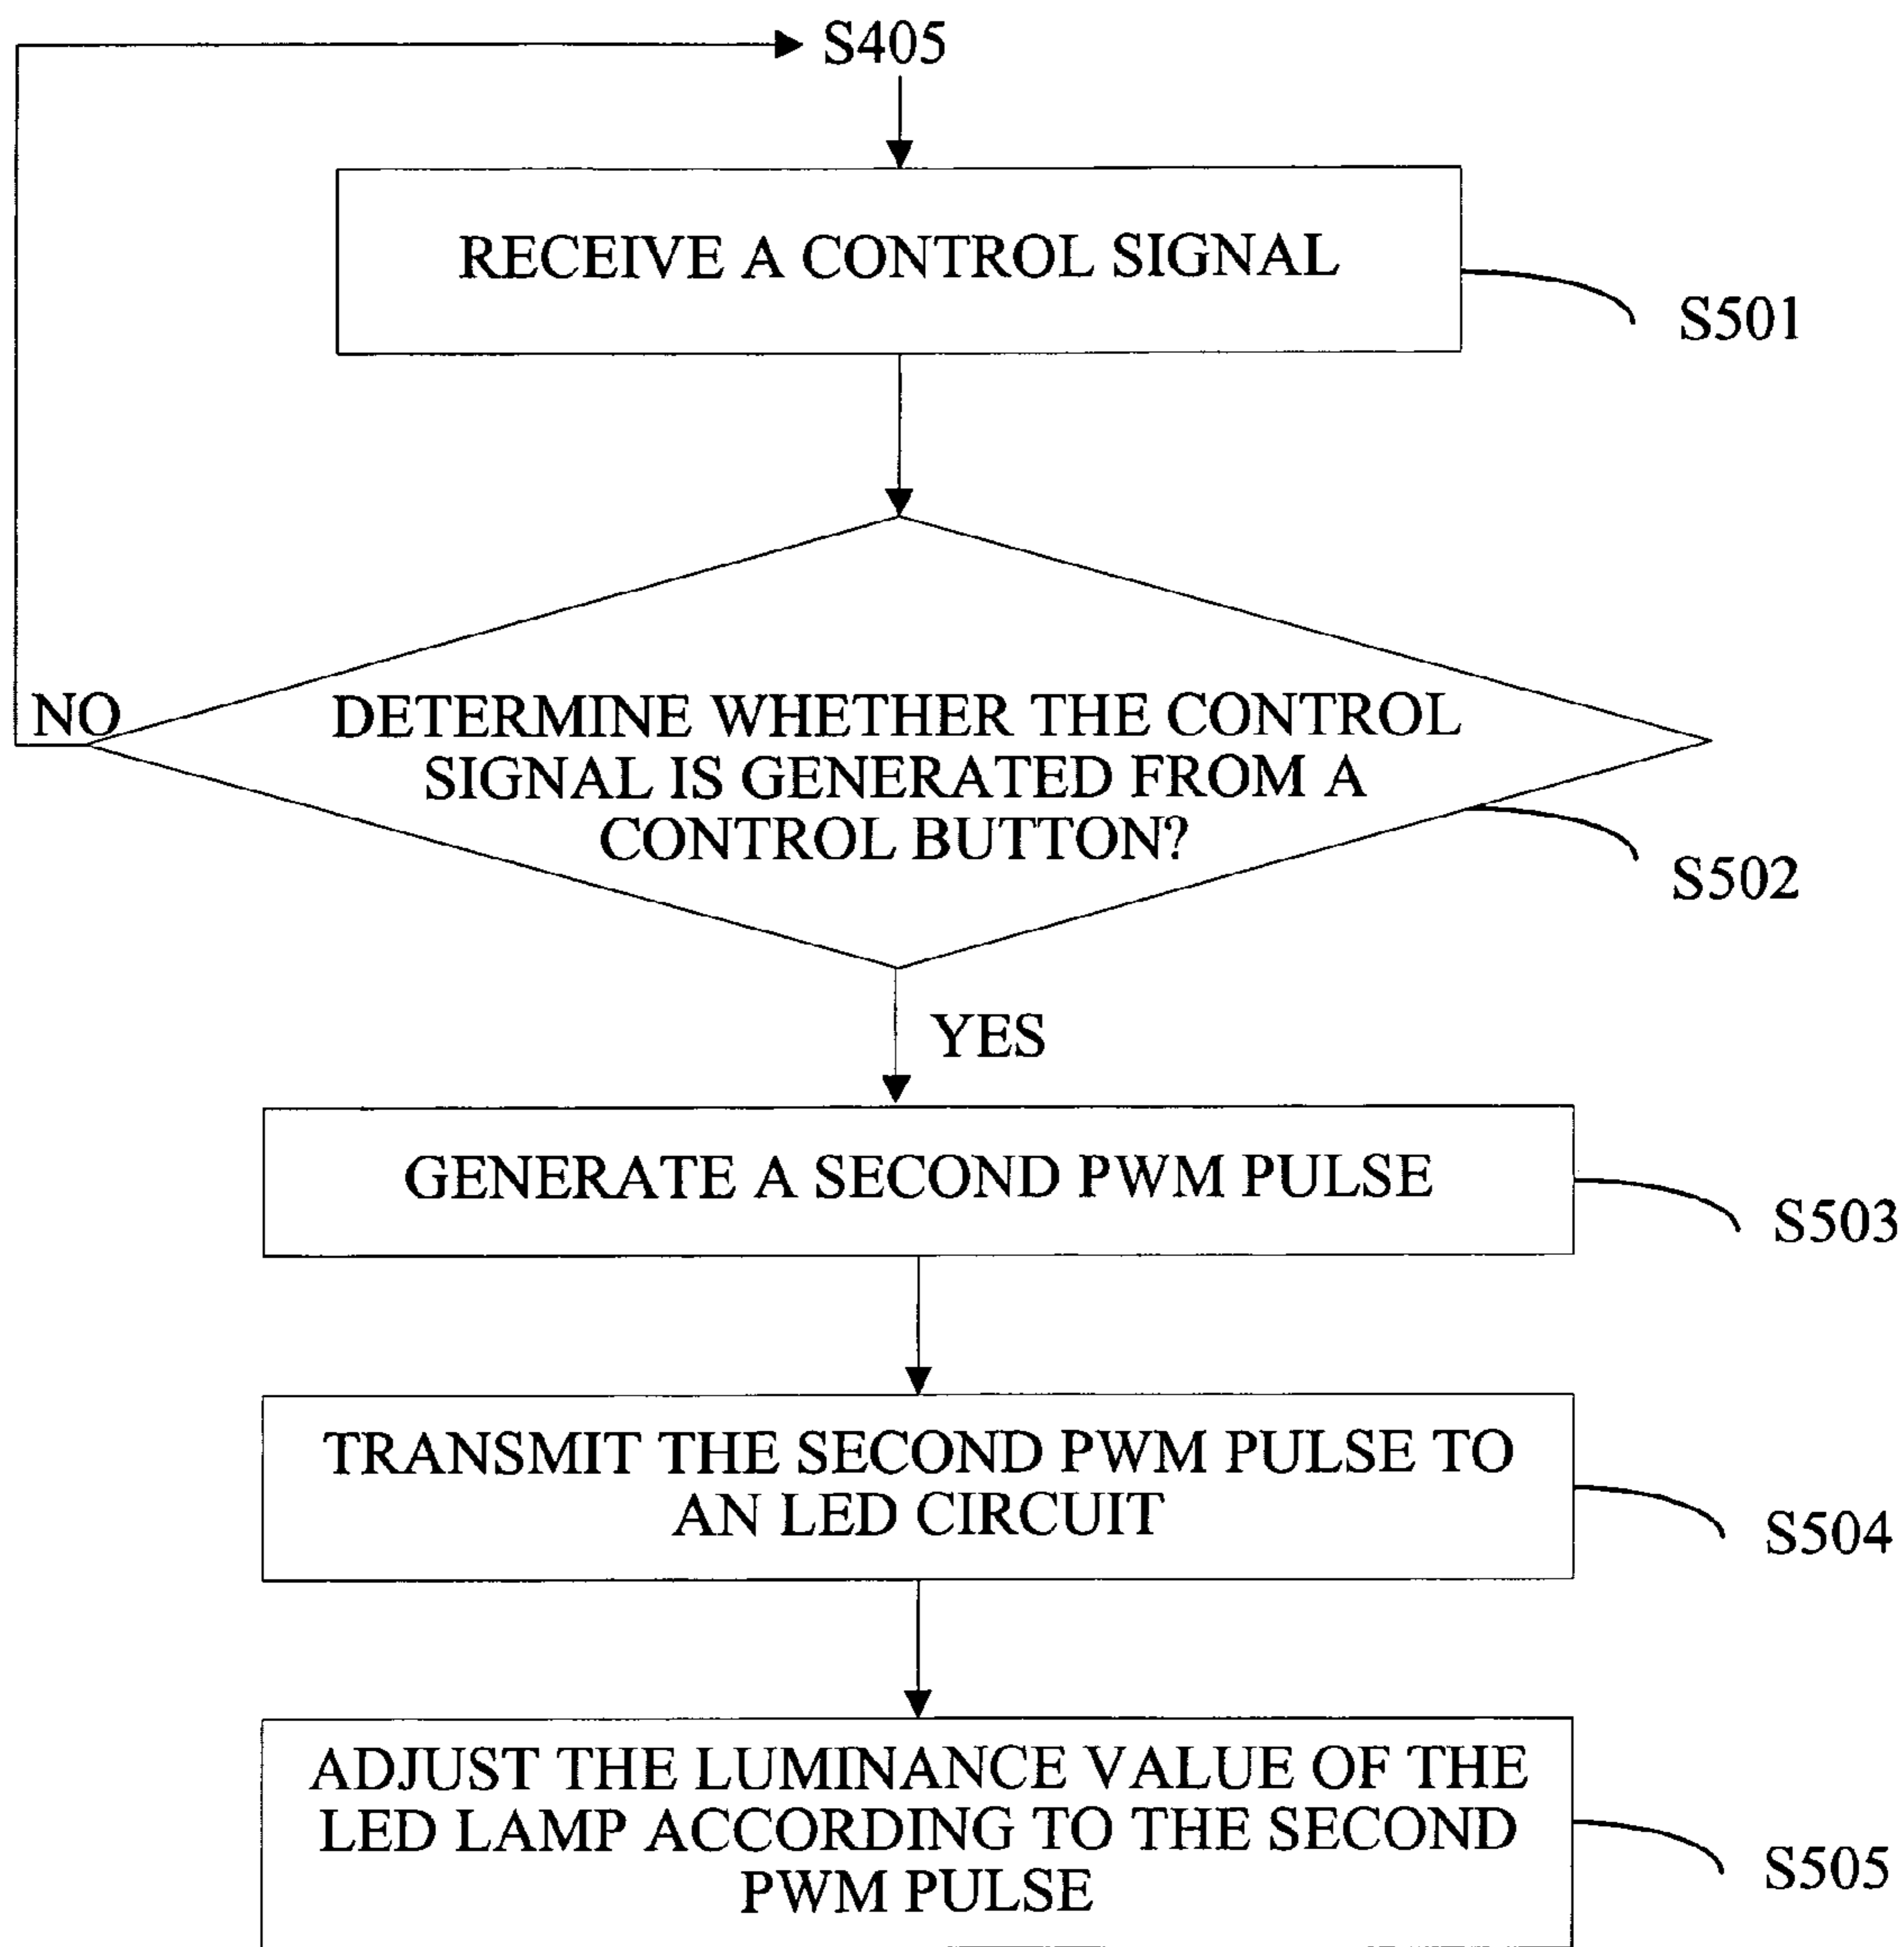 S405
RECEIVE A CONTROL SIGNAL
S501
NO
DETERMINE WHETHER THE CONTROL
SIGNAL IS GENERATED FROM A
CONTROL BUTTON?
S502
YES
GENERATE A SECOND PWM PULSE
S503
TRANSMIT THE SECOND PWM PULSE TO
AN LED CIRCUIT
S504
ADJUST THE LUMINANCE VALUE OF THE
LED LAMP ACCORDING TO THE SECOND
PWM PULSE
S505